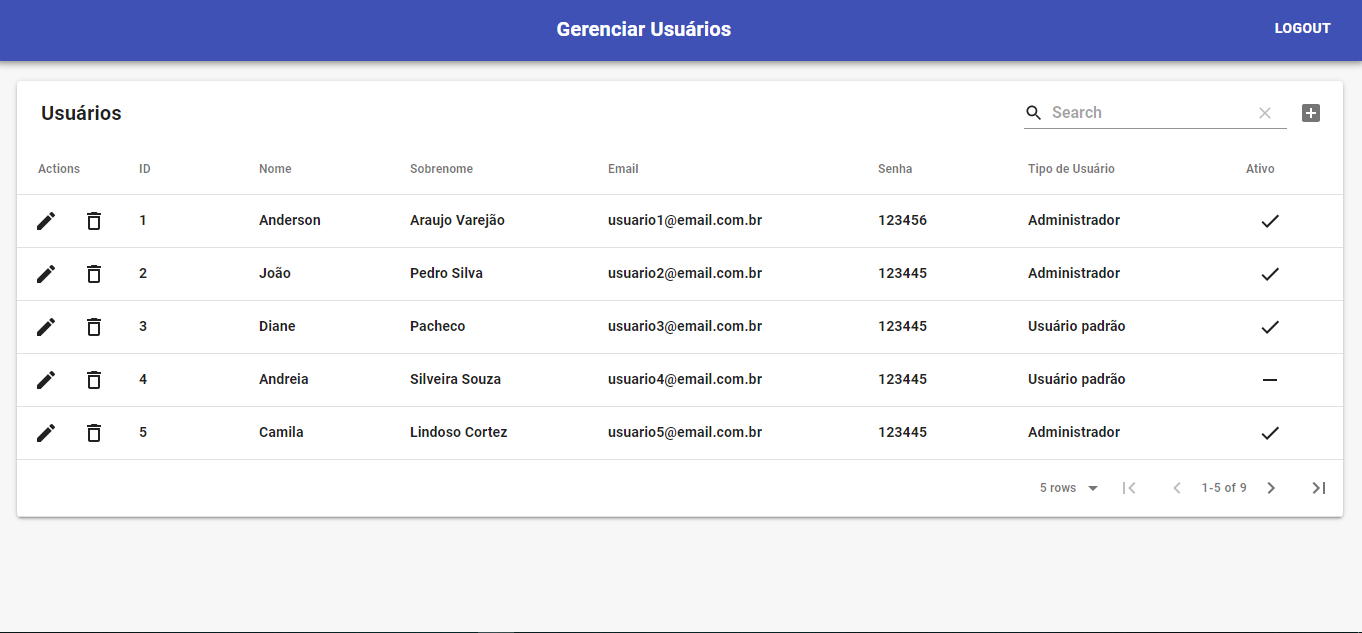 Gerenciar Usuários LOGOUT
Usuários Search
Actions ID Nome Sobrenome Email Senha Tipo de Usuário Ativo
1 Anderson Araujo Varejão usuario1@email.com.br 123456 Administrador
2 João Pedro Silva usuario2@email.com.br 123445 Administrador
3 Diane Pacheco usuario3@email.com.br 123445 Usuário padrão
4 Andreia Silveira Souza usuario4@email.com.br 123445 Usuário padrão
5 Camila Lindoso Cortez usuario5@email.com.br 123445 Administrador
5 rows 1-5 of 9